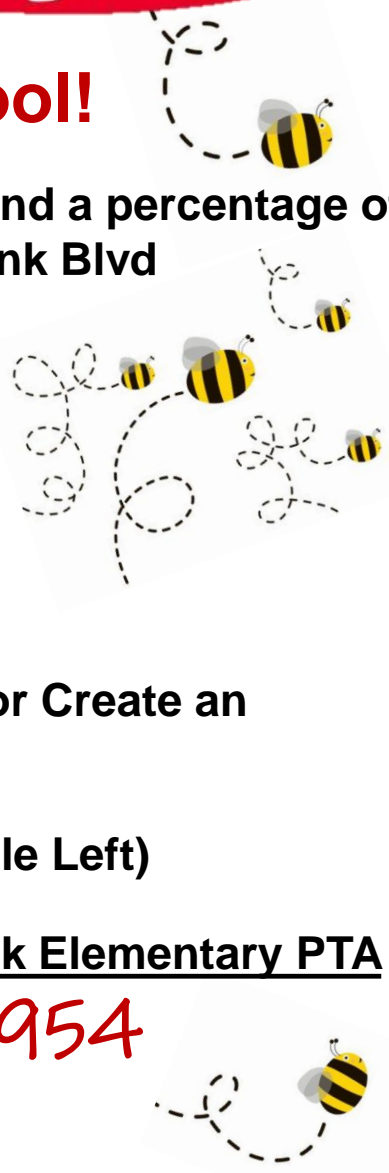 ool!
nd a percentage o
nk Blvd
or Create an
le Left)
k Elementary PTA
954